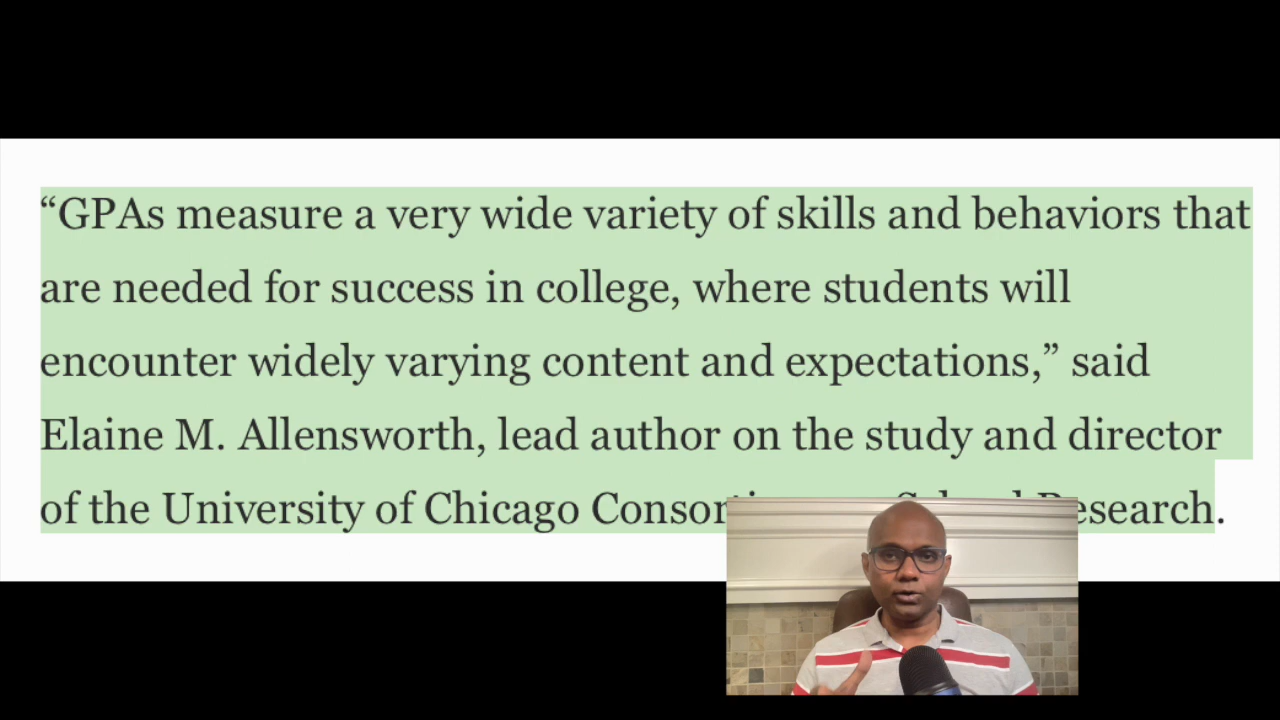 “GPAs measure a very wide variety of skills and behaviors that
are needed for success in college, where students will
encounter widely varying content and expectations,” said
Elaine M. Allensworth, lead author on the study and director
of the University of Chicago